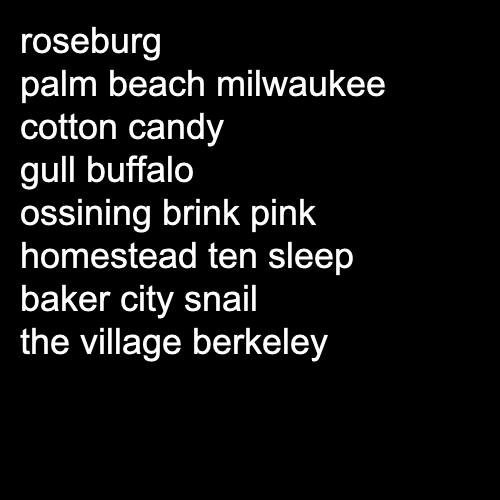 roseburg
palm beach milwaukee
cotton candy
gull buffalo
ossining brink pink
homestead ten sleep
baker city snail
the village berkeley